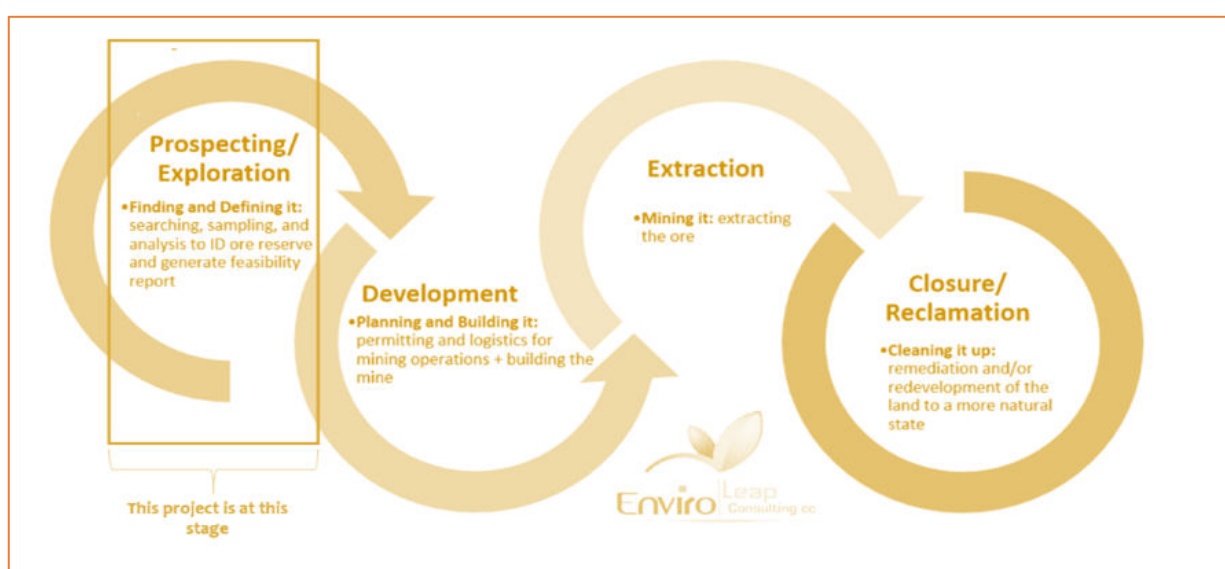 Prospecting/
Exploration
•Finding and Defining it:
searching, sampling, and
analysis to ID ore reserve
and generate feasibility
report
Development
•Planning and Building it:
permitting and logistics for
mining operations + building the
mine
Extraction
•Mining it: extracting
the ore
Closure/
Reclamation
•Cleaning it up:
remediation and/or
redevelopment of the
land to a more natural
state
This project is at this
stage
Enviro Leap
Consulting cc